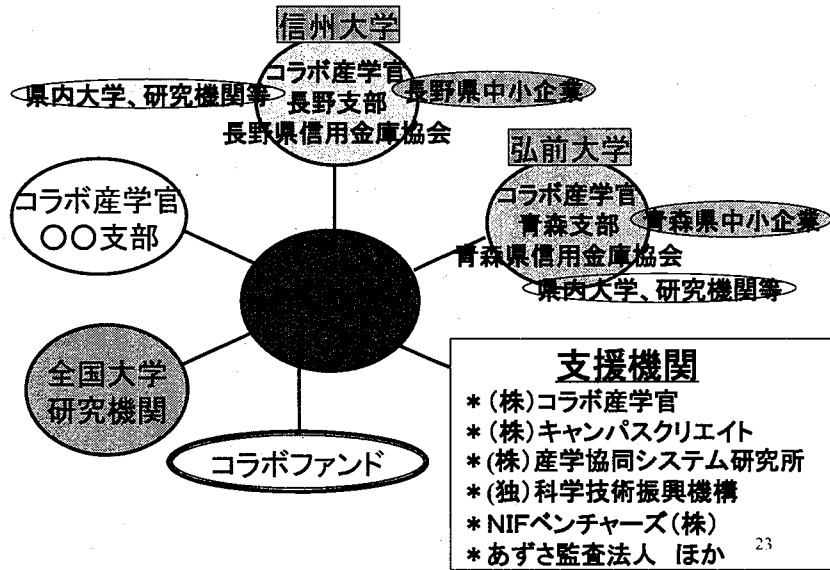 信州大学
コラボ産学官
長野支部
長野県信用金庫協会
県内大学、研究機関等
長野県中小企業
弘前大学
コラボ産学官
青森支部
青森県信用金庫協会
青森県中小企業
県内大学、研究機関等
コラボ産学官
〇〇支部
全国大学
研究機関
コラボファンド
支援機関
*(株)コラボ産学官
*(株)キャンパスクリエイト
*(株)産学協同システム研究所
*(独)科学技術振興機構
*NIFベンチャーズ(株)
*あずさ監査法人 ほか
23